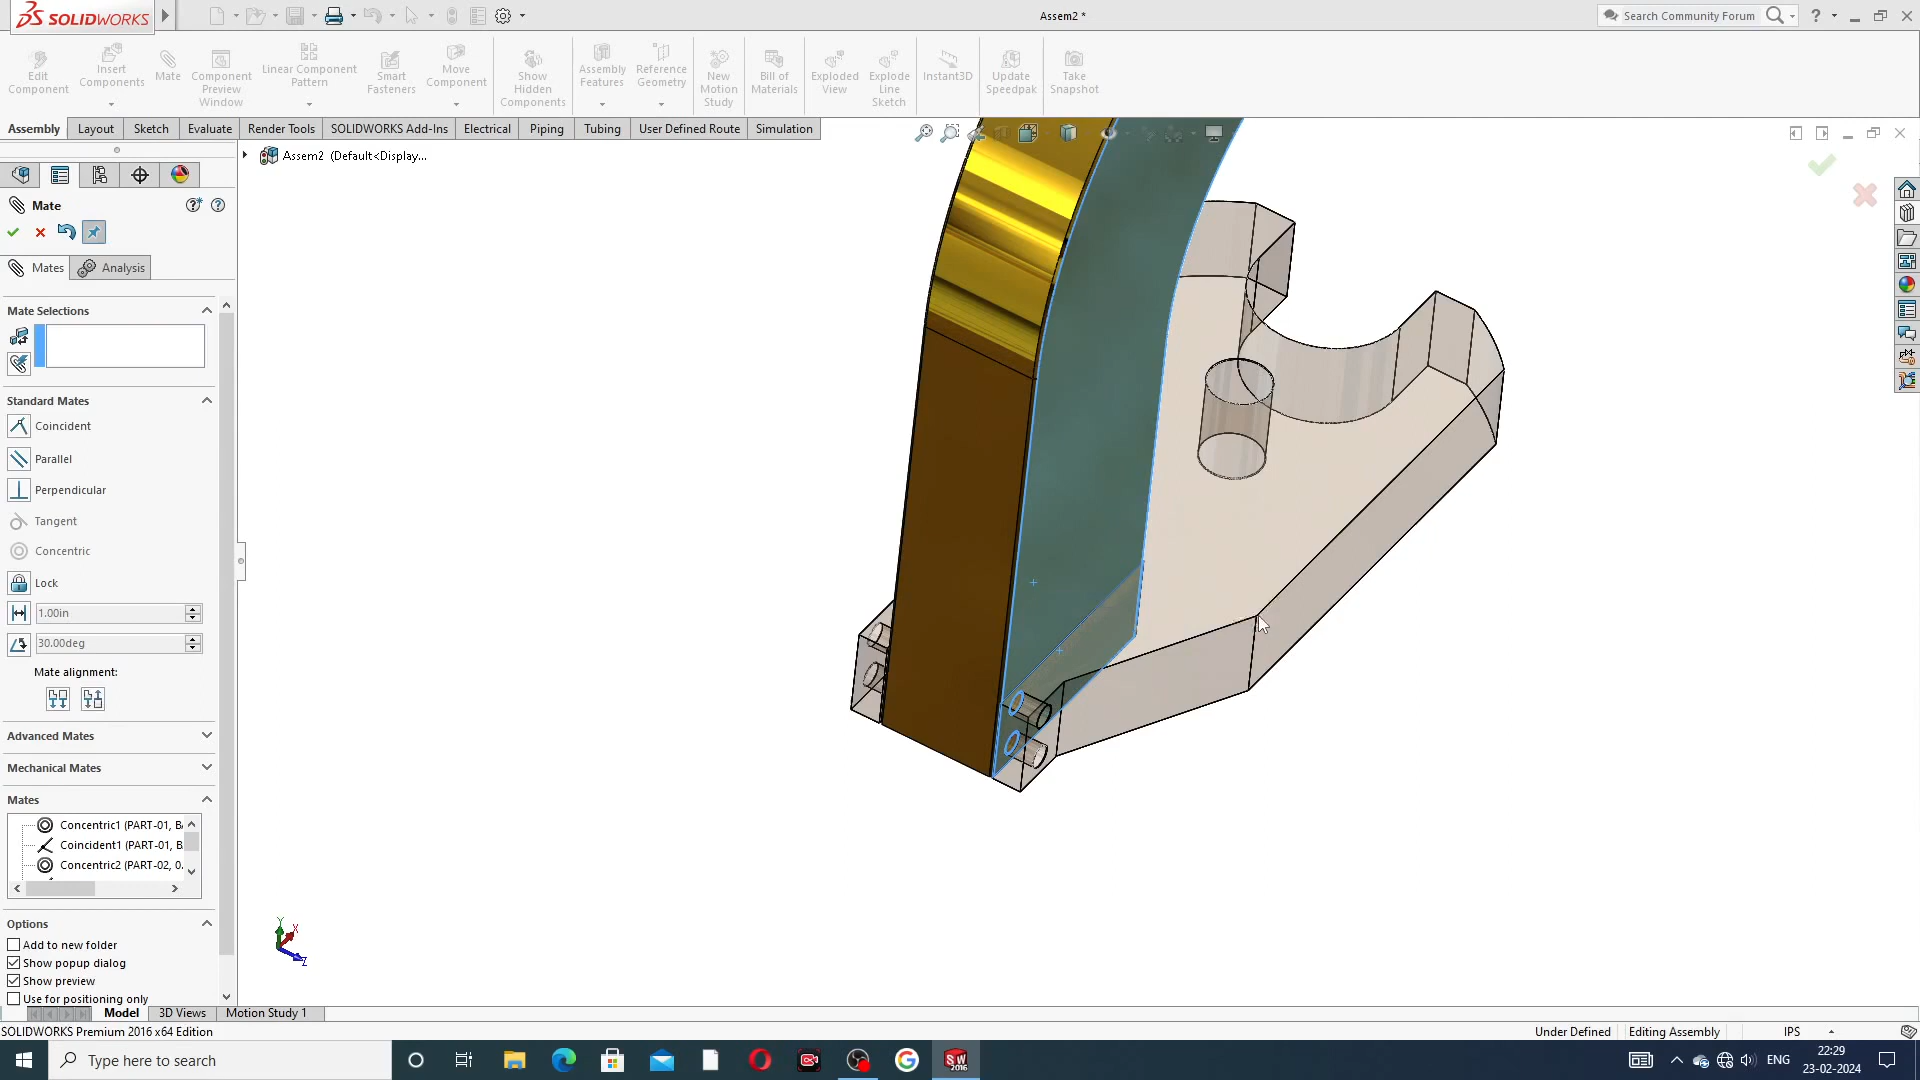 SOLIDWORKS
Assem2 *
Search Community Forum
Edit Component
Insert Components
Mate
Component Preview Window
Linear Component Pattern
Smart Fasteners
Move Component
Show Hidden Components
Assembly Features
Reference Geometry
New Motion Study
Bill of Materials
Exploded View
Explode Line Sketch
Instant3D
Update Speedpak
Take Snapshot
Assembly
Layout
Sketch
Evaluate
Render Tools
SOLIDWORKS Add-Ins
Electrical
Piping
Tubing
User Defined Route
Simulation
Assem2 (Default<Display...
Mate
Mates
Analysis
Mate Selections
Standard Mates
Coincident
Parallel
Perpendicular
Tangent
Concentric
Lock
1.00in
30.00deg
Mate alignment:
Advanced Mates
Mechanical Mates
Mates
Concentric1 (PART-01, B
Coincident1 (PART-01, B
Concentric2 (PART-02, 0.
Options
Add to new folder
Show popup dialog
Show preview
Use for positioning only
Y
X
Z
Model
3D Views
Motion Study 1
SOLIDWORKS Premium 2016 x64 Edition
Under Defined
Editing Assembly
IPS
Type here to search
SW
2016
ENG
22:29
23-02-2024